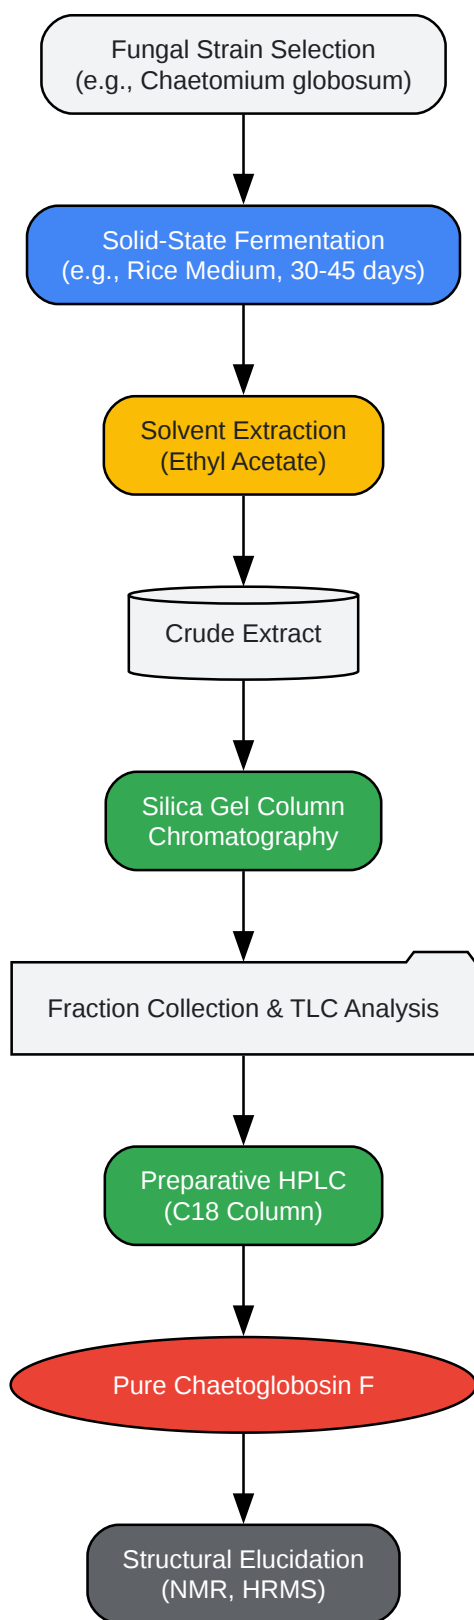 Fungal Strain Selection
(e.g., Chaetomium globosum)
Solid-State Fermentation
(e.g., Rice Medium, 30-45 days)
Solvent Extraction
(Ethyl Acetate)
Crude Extract
Silica Gel Column
Chromatography
Fraction Collection & TLC Analysis
Preparative HPLC
(C18 Column)
Pure Chaetoglobosin F
Structural Elucidation
(NMR, HRMS)